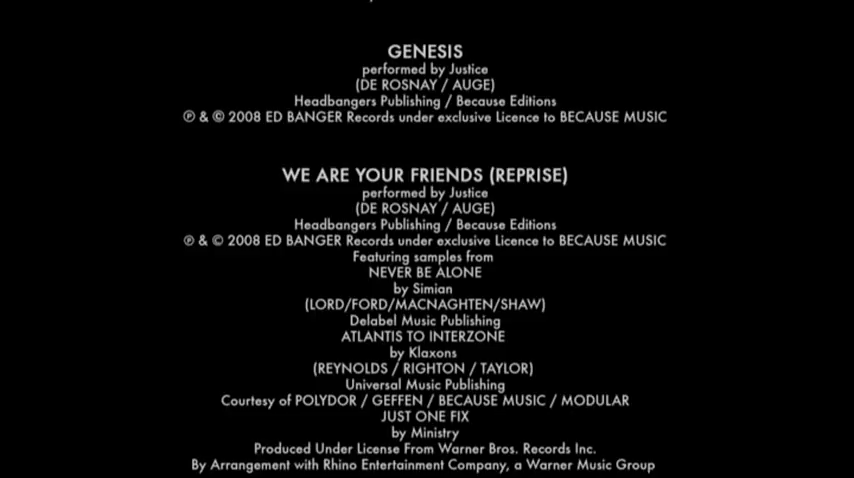 GENESIS
performed by Justice
(DE ROSNAY / AUGE)
Headbangers Publishing / Because Editions
℗ & © 2008 ED BANGER Records under exclusive Licence to BECAUSE MUSIC
WE ARE YOUR FRIENDS (REPRISE)
performed by Justice
(DE ROSNAY / AUGE)
Headbangers Publishing / Because Editions
℗ & © 2008 ED BANGER Records under exclusive Licence to BECAUSE MUSIC
Featuring samples from
NEVER BE ALONE
by Simian
(LORD/FORD/MACNAGHTEN/SHAW)
Delabel Music Publishing
ATLANTIS TO INTERZONE
by Klaxons
(REYNOLDS / RIGHTON / TAYLOR)
Universal Music Publishing
Courtesy of POLYDOR / GEFFEN / BECAUSE MUSIC / MODULAR
JUST ONE FIX
by Ministry
Produced Under License From Warner Bros. Records Inc.
By Arrangement with Rhino Entertainment Company, a Warner Music Group